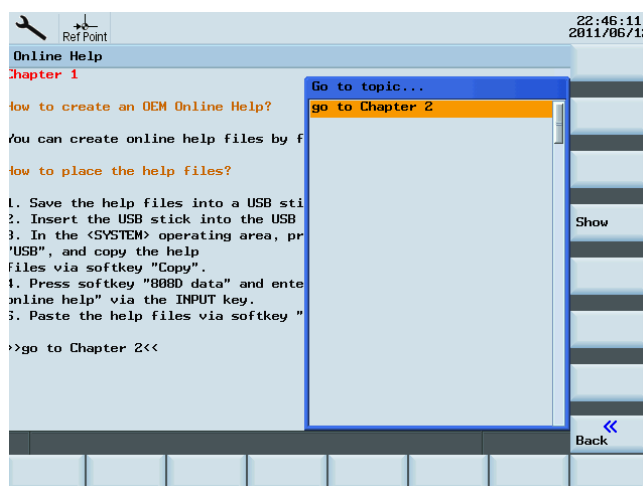 22:46:11
Ref Point
2011/06/1
Online Help
Chapter 1
Go to topic...
How to create an OEM Online Help?
go to Chapter 2
You can create online help files by f
How to place the help files?
1. Save the help files into a USB sti
2. Insert the USB stick into the USB
3. In the <SYSTEM> operating area, pr
"USB", and copy the help
files via softkey "Copy".
4. Press softkey "808D data" and ente
online help" via the INPUT key.
5. Paste the help files via softkey "
>>go to Chapter 2<<
Show
Back